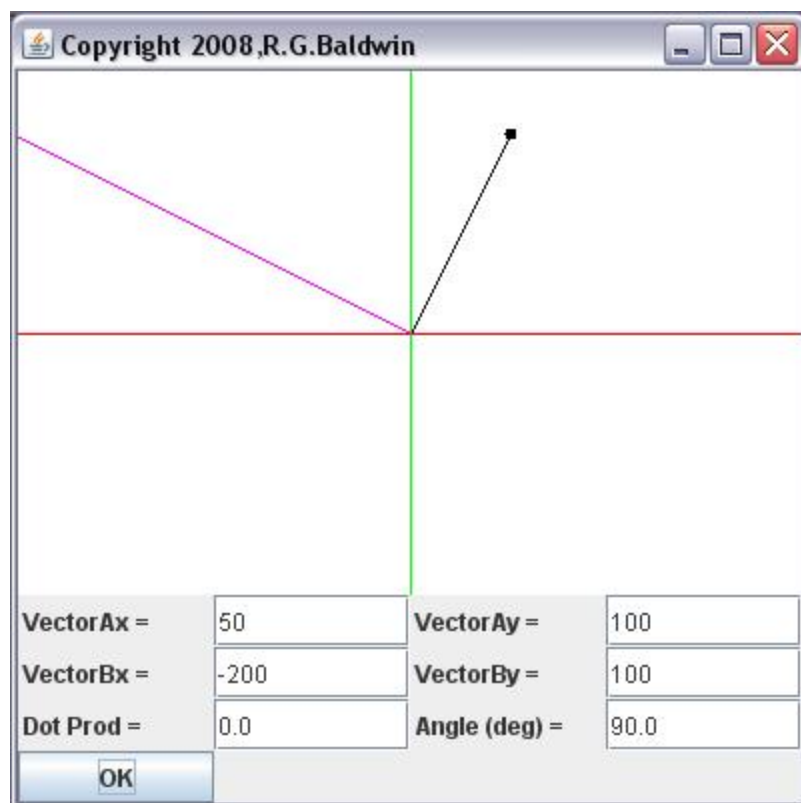 Copyright 2008,R.G.Baldwin
VectorAx = 50 VectorAy = 100
VectorBx = -200 VectorBy = 100
Dot Prod = 0.0 Angle (deg) = 90.0
OK